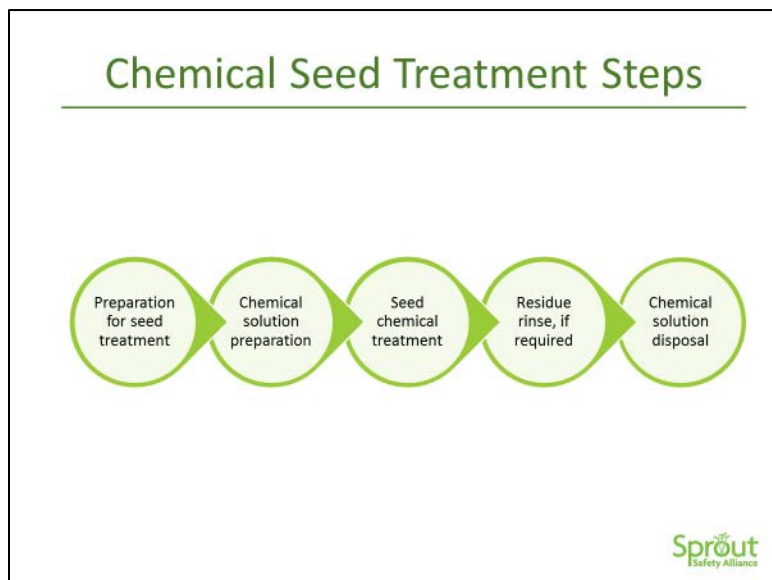 Chemical Seed Treatment Steps
Preparation
for seed
treatment
Chemical
solution
preparation
Seed
chemical
treatment
Residue
rinse, if
required
Chemical
solution
disposal
Sprout
Safety Alliance